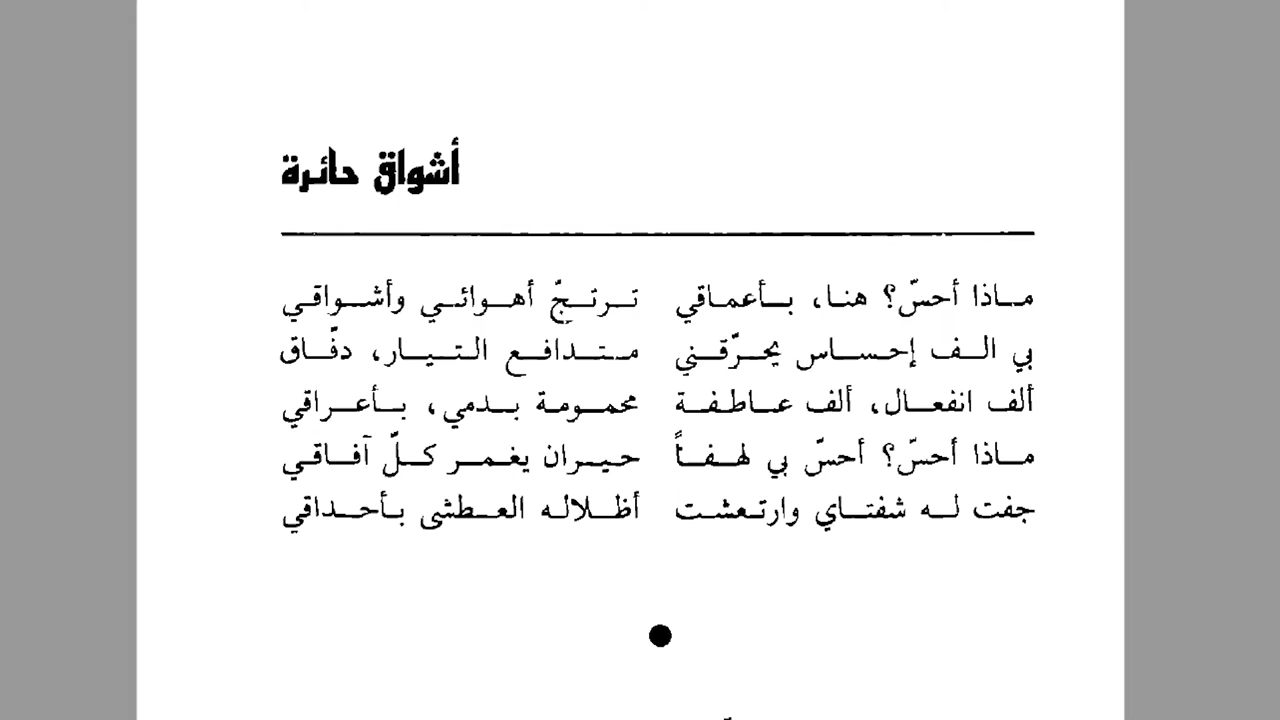 أشواق حائرة
ماذا أحسّ؟ هنا، بأعماقي ترتجّ أهوائي وأشواقي
بي الف إحساس يحرّقني متدافع التيار، دفّاق
ألف انفعال، ألف عاطفة محمومة بدمي، بأعراقي
ماذا أحسّ؟ أحسّ بي لهفاً حيران يغمر كلّ آفاقي
جفت له شفتاي وارتعشت أظلاله العطشى بأحداقي